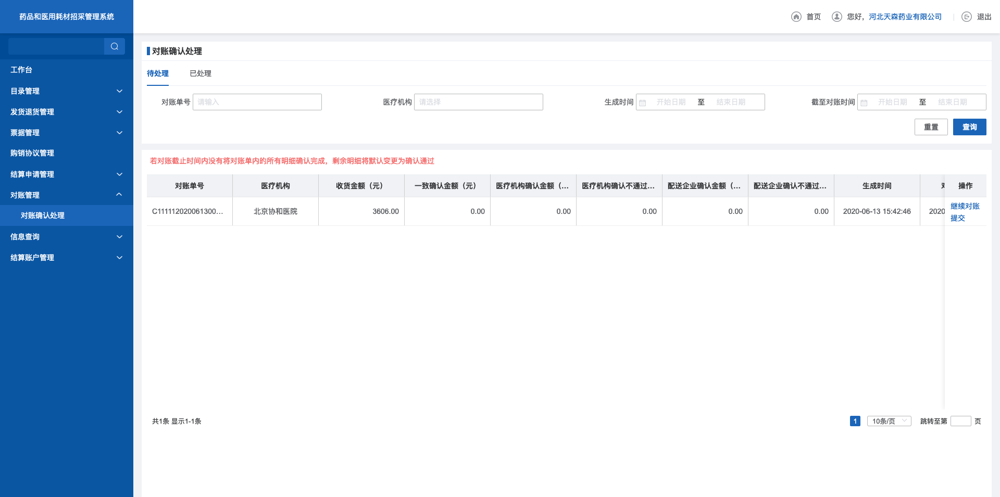 药品和医用耗材招采管理系统
首页
您好，河北天森药业有限公司
退出
工作台
目录管理
发货退货管理
票据管理
购销协议管理
结算申请管理
对账管理
对账确认处理
信息查询
结算账户管理
对账确认处理
待处理 已处理
对账单号 请输入 医疗机构 请选择 生成时间 开始日期 至 结束日期 截至对账时间 开始日期 至 结束日期
重置 查询
若对账截止时间内没有将对账单内的所有明细确认完成，剩余明细将默认变更为确认通过
对账单号 医疗机构 收货金额（元） 一致确认金额（元） 医疗机构确认金额（... 医疗机构确认不通过... 配送企业确认金额（... 配送企业确认不通过... 生成时间 操作
C111112020061300... 北京协和医院 3606.00 0.00 0.00 0.00 0.00 0.00 2020-06-13 15:42:46 2020 继续对账
提交
共1条 显示1-1条 1 10条/页 跳转至第 页